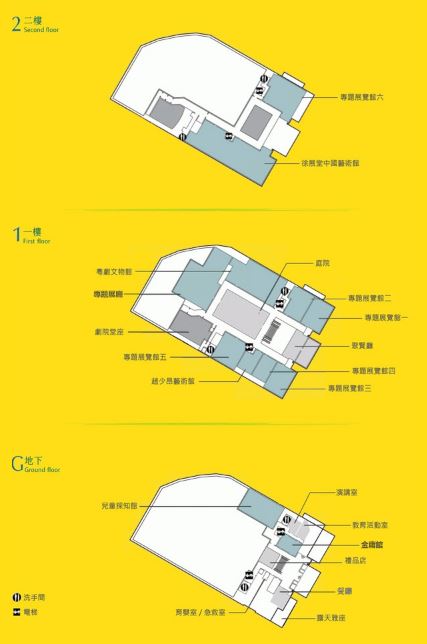 2 二樓
Second floor
專題展覽館六
徐展堂中國藝術館
1 一樓
First floor
庭院
粵劇文物館
專題展廳
專題展覽館二
專題展覽館一
劇院堂座
聚賢廳
專題展覽館五
專題展覽館四
趙少昂藝術館
專題展覽館三
G 地下
Ground floor
演講室
兒童探知館
教育活動室
金庸館
禮品店
餐廳
洗手間
電梯
育嬰室 / 急救室
露天雅座